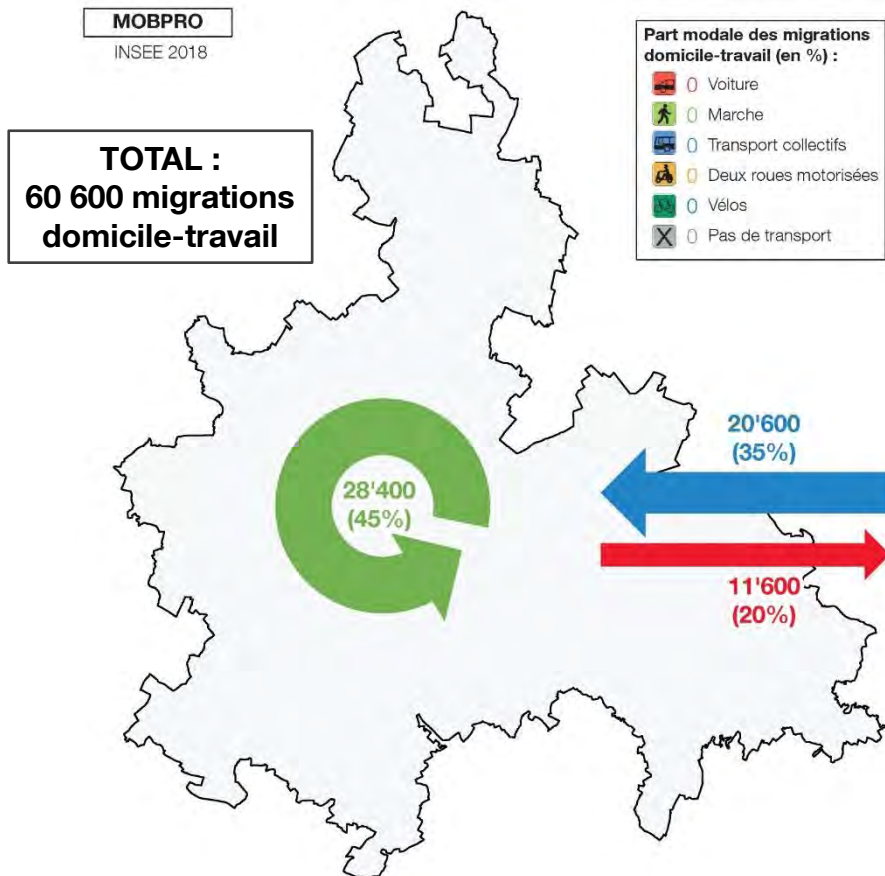 MOBPRO
INSEE 2018
TOTAL :
60 600 migrations
domicile-travail
Part modale des migrations
domicile-travail (en %) :
0 Voiture
0 Marche
0 Transport collectifs
0 Deux roues motorisées
0 Vélos
0 Pas de transport
20'600
(35%)
28'400
(45%)
11'600
(20%)